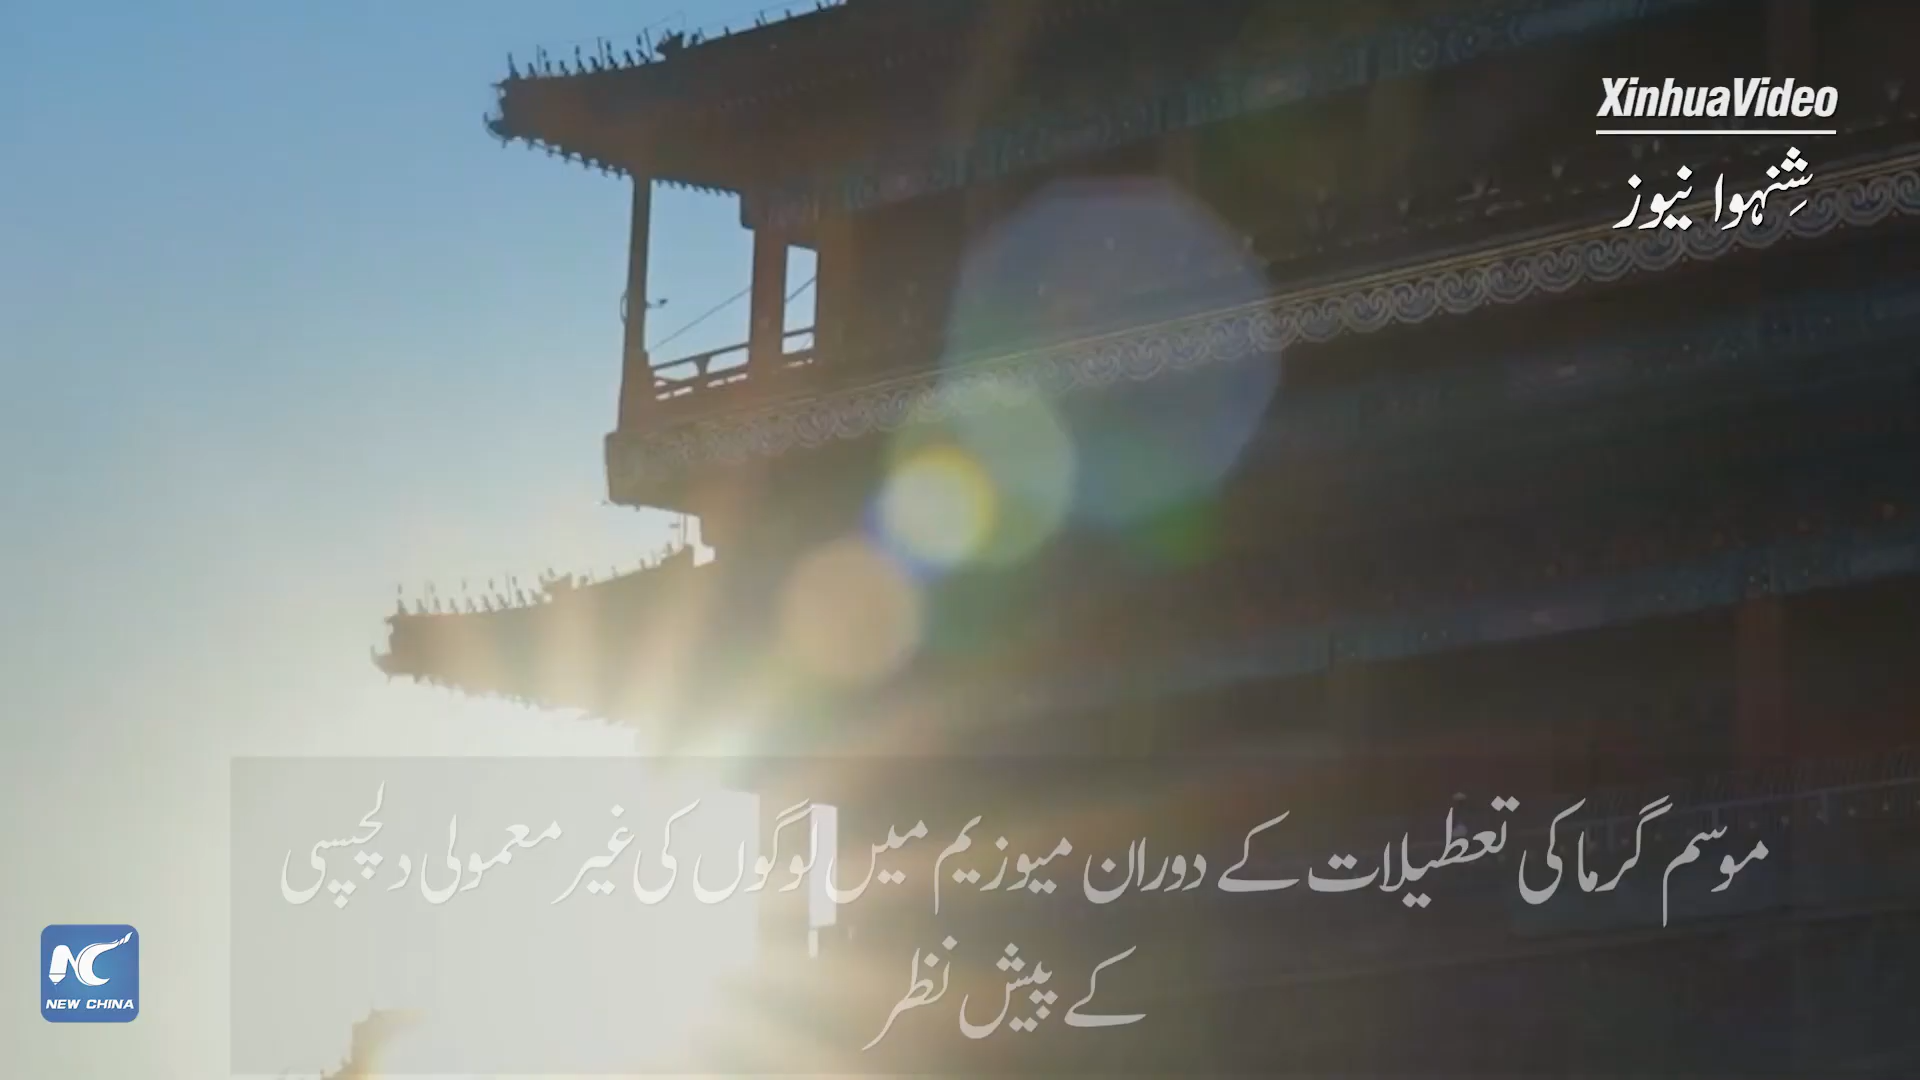 XinhuaVideo
شِنہوا نیوز
موسم گرما کی تعطیلات کے دوران میوزیم میں لوگوں کی غیر معمولی دلچسپی
کے پیش نظر
NEW CHINA